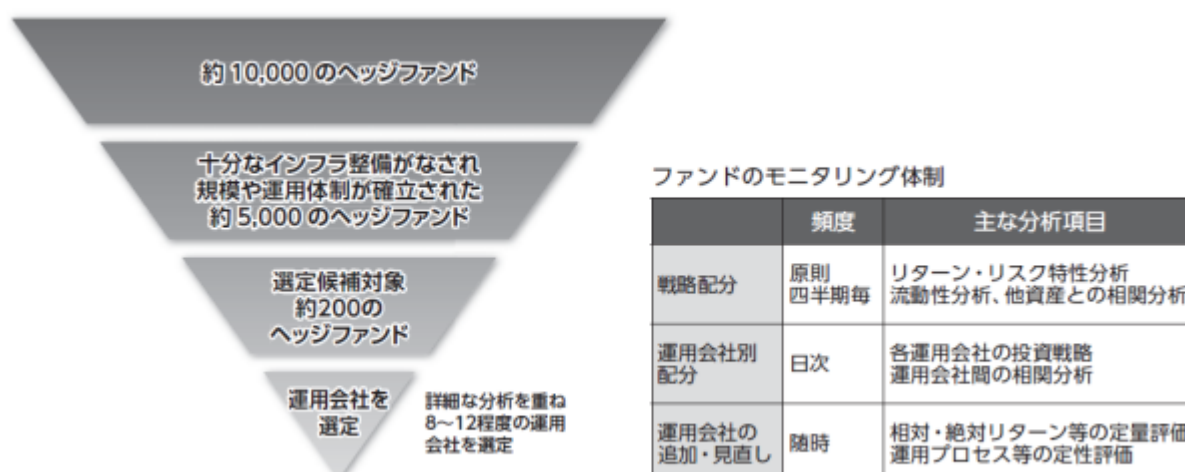 約 10,000 のヘッジファンド
十分なインフラ整備がなされ
規模や運用体制が確立された
約 5,000 のヘッジファンド
選定候補対象
約200の
ヘッジファンド
運用会社を
選定
詳細な分析を重ね
8～12程度の運用
会社を選定
ファンドのモニタリング体制
頻度
主な分析項目
戦略配分
原則
四半期毎
リターン・リスク特性分析
流動性分析、他資産との相関分析
運用会社別
配分
日次
各運用会社の投資戦略
運用会社間の相関分析
運用会社の
追加・見直し
随時
相対・絶対リターン等の定量評価
運用プロセス等の定性評価